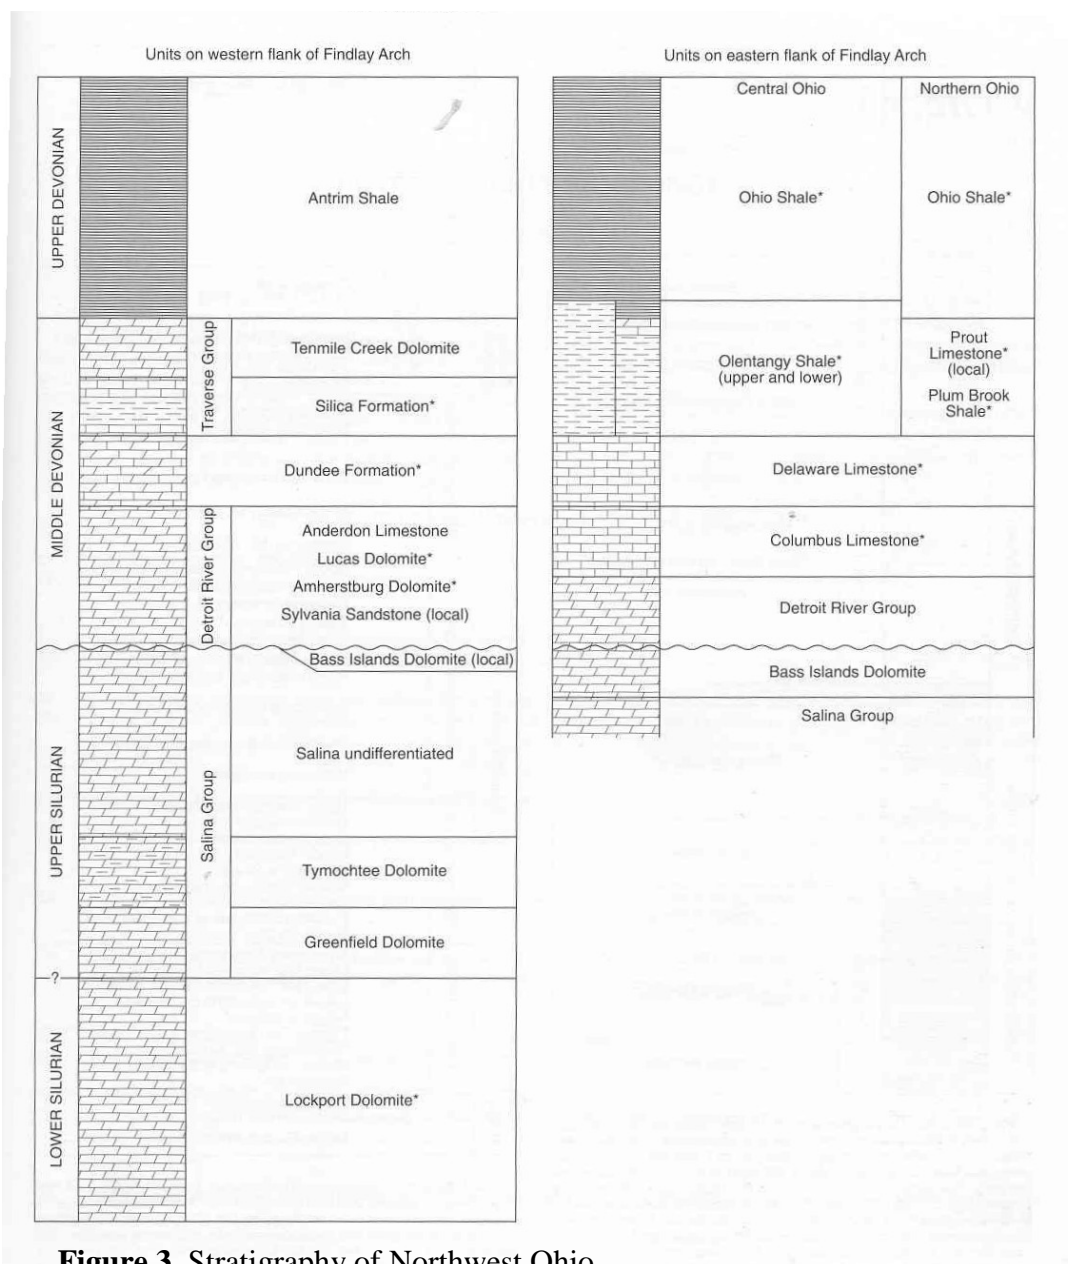 Units on western flank of Findlay Arch
UPPER DEVONIAN
Antrim Shale
MIDDLE DEVONIAN
Traverse Group
Tenmile Creek Dolomite
Silica Formation*
Dundee Formation*
Detroit River Group
Anderdon Limestone
Lucas Dolomite*
Amherstburg Dolomite*
Sylvania Sandstone (local)
Bass Islands Dolomite (local)
UPPER SILURIAN
Salina Group
Salina undifferentiated
Tymochtee Dolomite
Greenfield Dolomite
?
LOWER SILURIAN
Lockport Dolomite*
Units on eastern flank of Findlay Arch
Central Ohio
Northern Ohio
Ohio Shale*
Ohio Shale*
Olentangy Shale*
(upper and lower)
Prout
Limestone*
(local)
Plum Brook
Shale*
Delaware Limestone*
Columbus Limestone*
Detroit River Group
Bass Islands Dolomite
Salina Group
Figure 3. Stratigraphy of Northwest Ohio